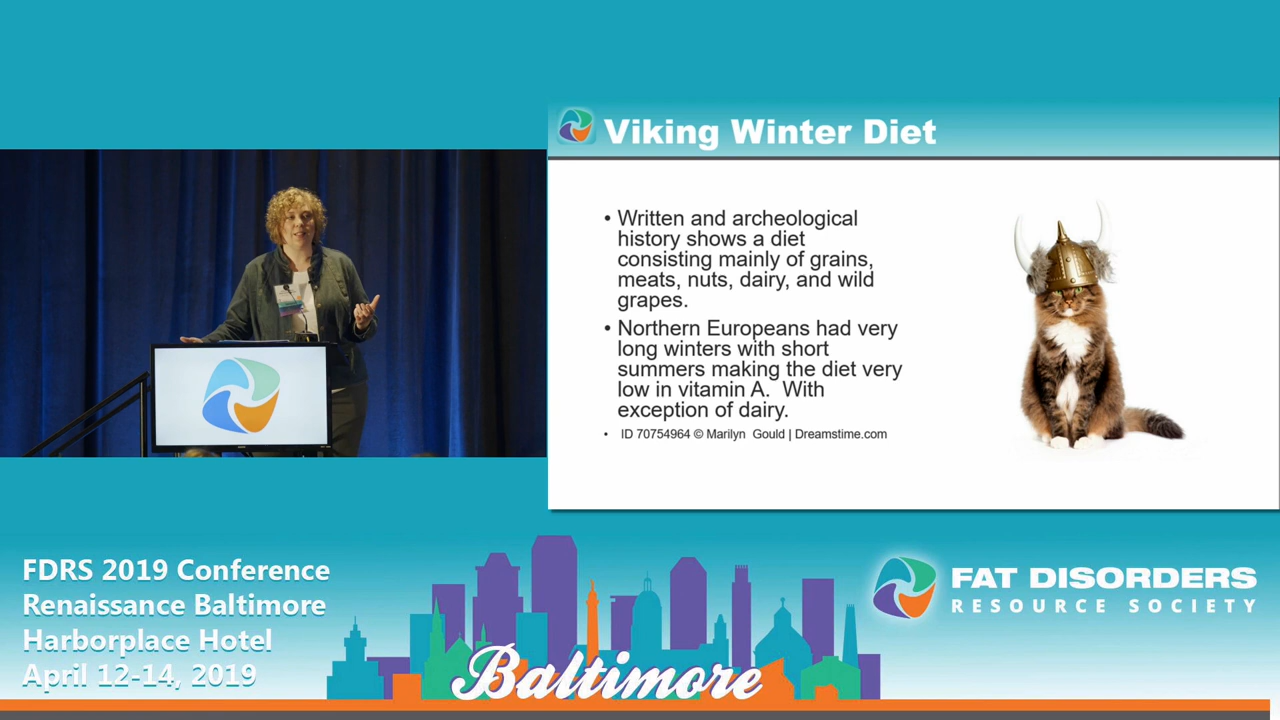 Viking Winter Diet
• Written and archeological
history shows a diet
consisting mainly of grains,
meats, nuts, dairy, and wild
grapes.
• Northern Europeans had very
long winters with short
summers making the diet very
low in vitamin A. With
exception of dairy.
• ID 70754964 © Marilyn Gould | Dreamstime.com
FDRS 2019 Conference
Renaissance Baltimore
Harborplace Hotel
April 12-14, 2019
Baltimore
FAT DISORDERS
RESOURCE SOCIETY